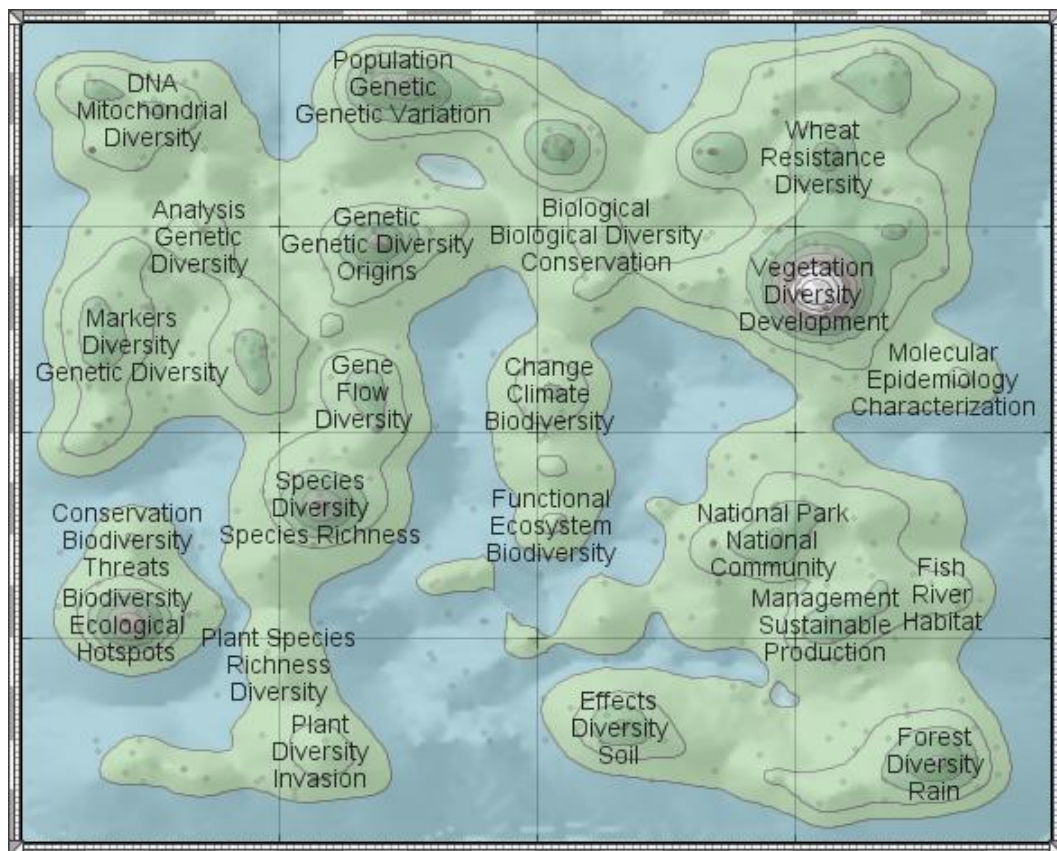 DNA
Mitochondrial
Diversity
Population
Genetic
Genetic Variation
Wheat
Resistance
Diversity
Analysis
Genetic
Diversity
Genetic
Genetic Diversity
Origins
Biological
Biological Diversity
Conservation
Vegetation
Diversity
Development
Markers
Diversity
Genetic Diversity
Gene
Flow
Diversity
Change
Climate
Biodiversity
Molecular
Epidemiology
Characterization
Species
Diversity
Species Richness
Conservation
Biodiversity
Threats
Functional
Ecosystem
Biodiversity
National Park
National
Community
Fish
River
Habitat
Biodiversity
Ecological
Hotspots
Management
Sustainable
Production
Plant Species
Richness
Diversity
Effects
Diversity
Soil
Plant
Diversity
Invasion
Forest
Diversity
Rain